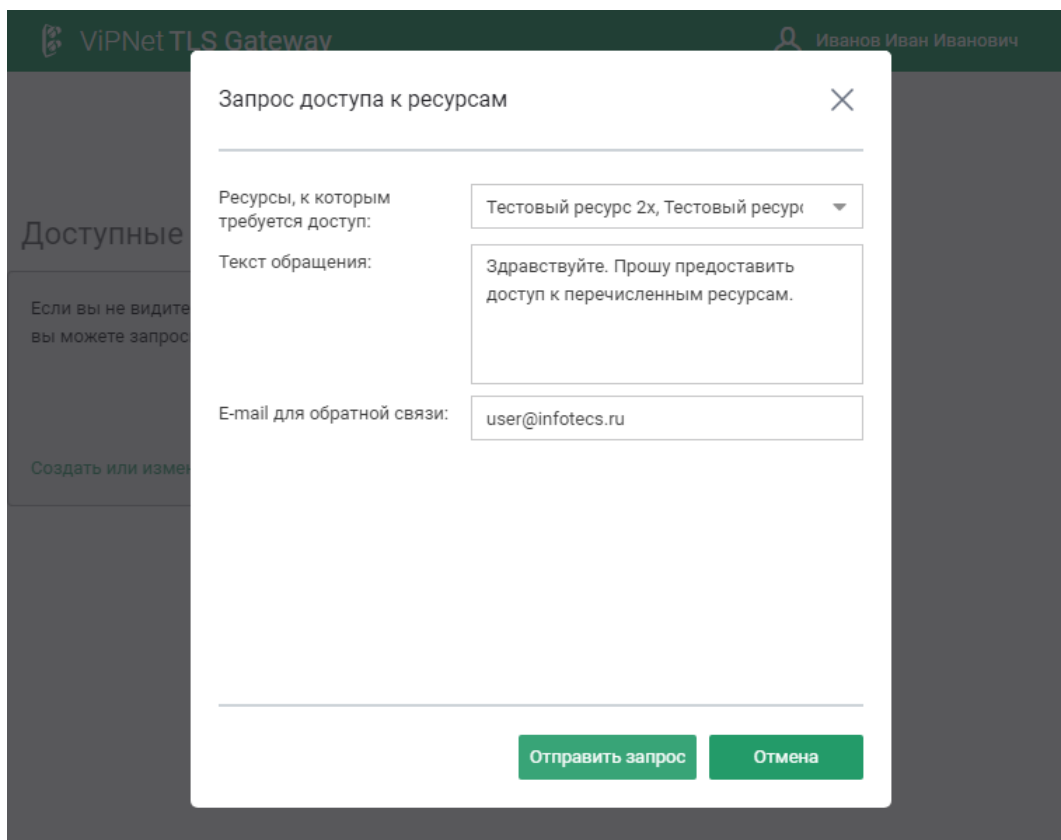 ViPNet TLS Gateway
Иванов Иван Иванович
Запрос доступа к ресурсам
Ресурсы, к которым
требуется доступ:
Тестовый ресурс 2x, Тестовый ресурс
Текст обращения:
Здравствуйте. Прошу предоставить
доступ к перечисленным ресурсам.
E-mail для обратной связи:
user@infotecs.ru
Доступные
Если вы не видите
вы можете запрос
Создать или измен
Отправить запрос
Отмена